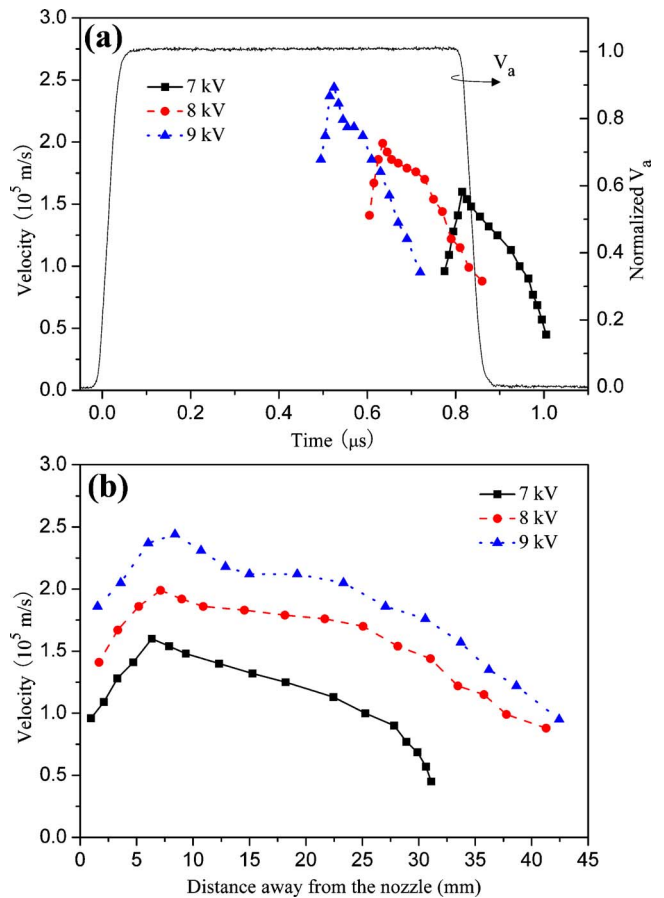 (a)
3.0
2.5
2.0
1.5
1.0
0.5
0.0
Velocity (10⁵ m/s)
7 kV
8 kV
9 kV
Vₐ
1.0
0.8
0.6
0.4
0.2
0.0
Normalized Vₐ
0.0 0.2 0.4 0.6 0.8 1.0
Time (μs)
(b)
3.0
2.5
2.0
1.5
1.0
0.5
0.0
Velocity (10⁵ m/s)
7 kV
8 kV
9 kV
0 5 10 15 20 25 30 35 40 45
Distance away from the nozzle (mm)